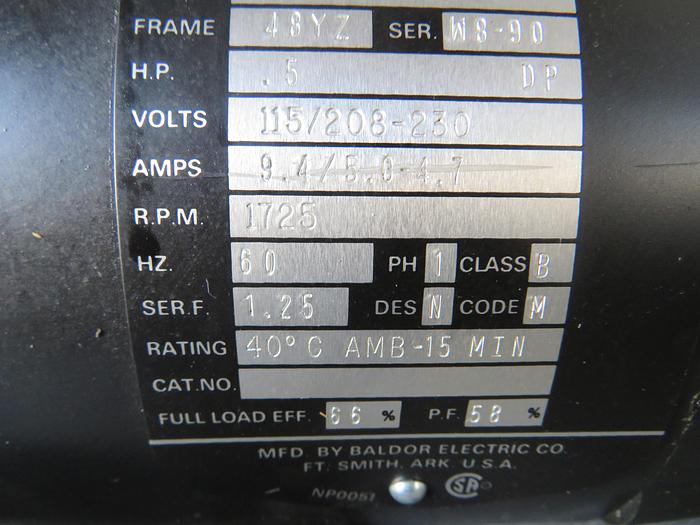 FRAME 48YZ SER. W8-90
H.P. .5 DP
VOLTS 115/208-230
AMPS 9.4/5.0-4.7
R.P.M. 1725
HZ. 60 PH 1 CLASS B
SER.F. 1.25 DES N CODE M
RATING 40°C AMB-15 MIN
CAT.NO.
FULL LOAD EFF. 66 % P.F. 58 %
MFD. BY BALDOR ELECTRIC CO.
FT. SMITH, ARK. U.S.A.
NP0051 SA